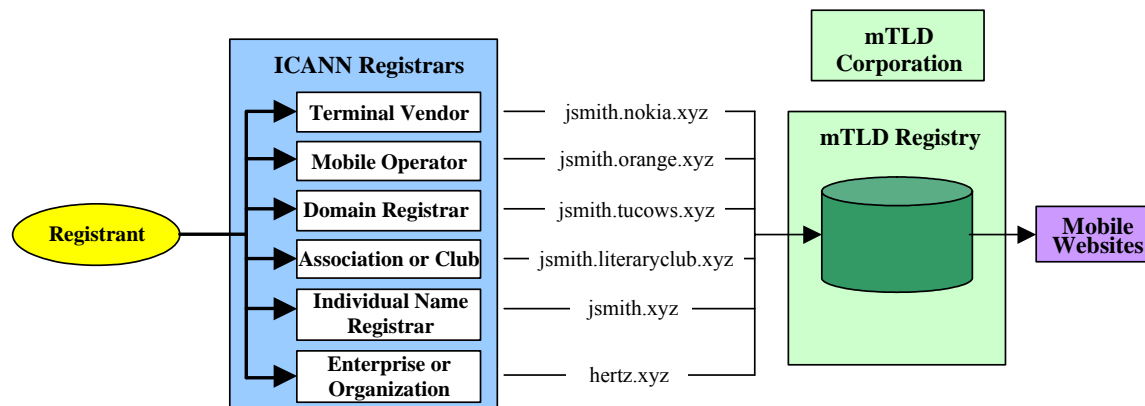 mTLD
Corporation
ICANN Registrars
Terminal Vendor
jsmith.nokia.xyz
mTLD Registry
Mobile Operator
jsmith.orange.xyz
Domain Registrar
jsmith.tucows.xyz
Registrant
Mobile
Websites
Association or Club
jsmith.literaryclub.xyz
Individual Name
Registrar
jsmith.xyz
Enterprise or
Organization
hertz.xyz